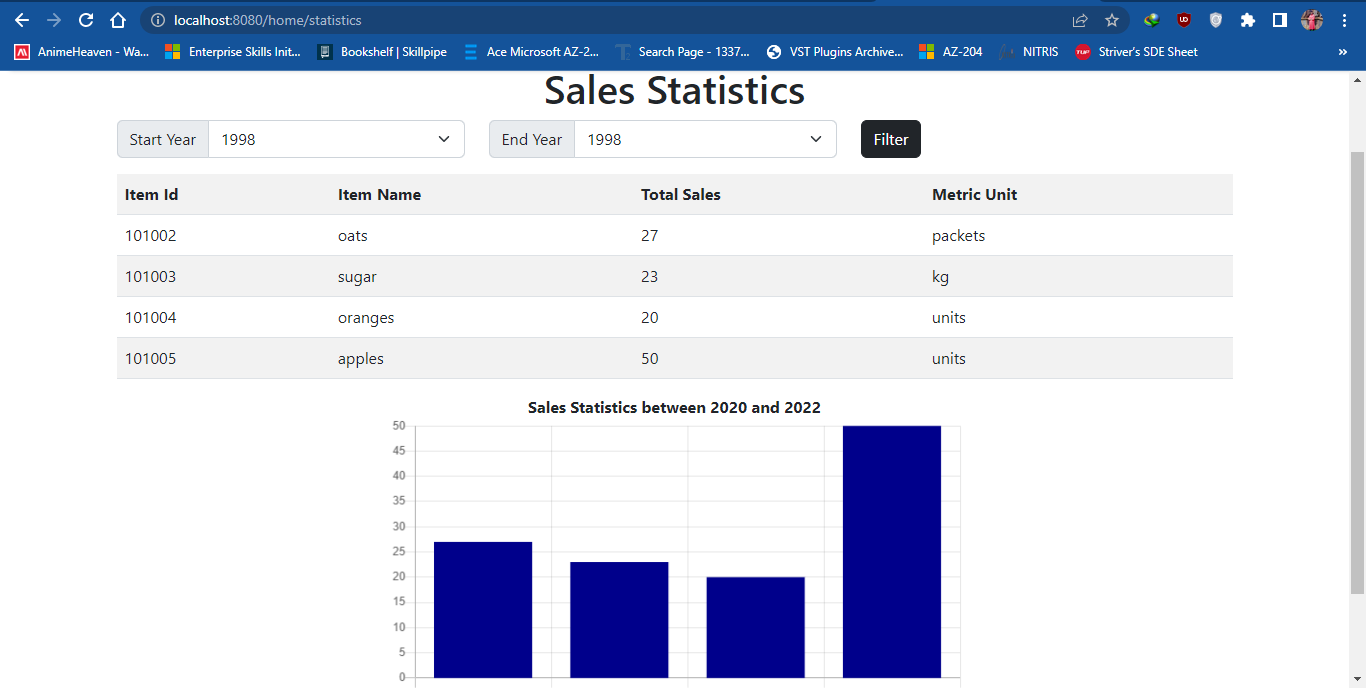 localhost:8080/home/statistics
AnimeHeaven - Wa... Enterprise Skills Init... Bookshelf | Skillpipe Ace Microsoft AZ-2... Search Page - 1337... VST Plugins Archive... AZ-204 NITRIS TUF Striver's SDE Sheet »
Sales Statistics
Start Year 1998 End Year 1998 Filter
Item Id Item Name Total Sales Metric Unit
101002 oats 27 packets
101003 sugar 23 kg
101004 oranges 20 units
101005 apples 50 units
Sales Statistics between 2020 and 2022
50
45
40
35
30
25
20
15
10
5
0